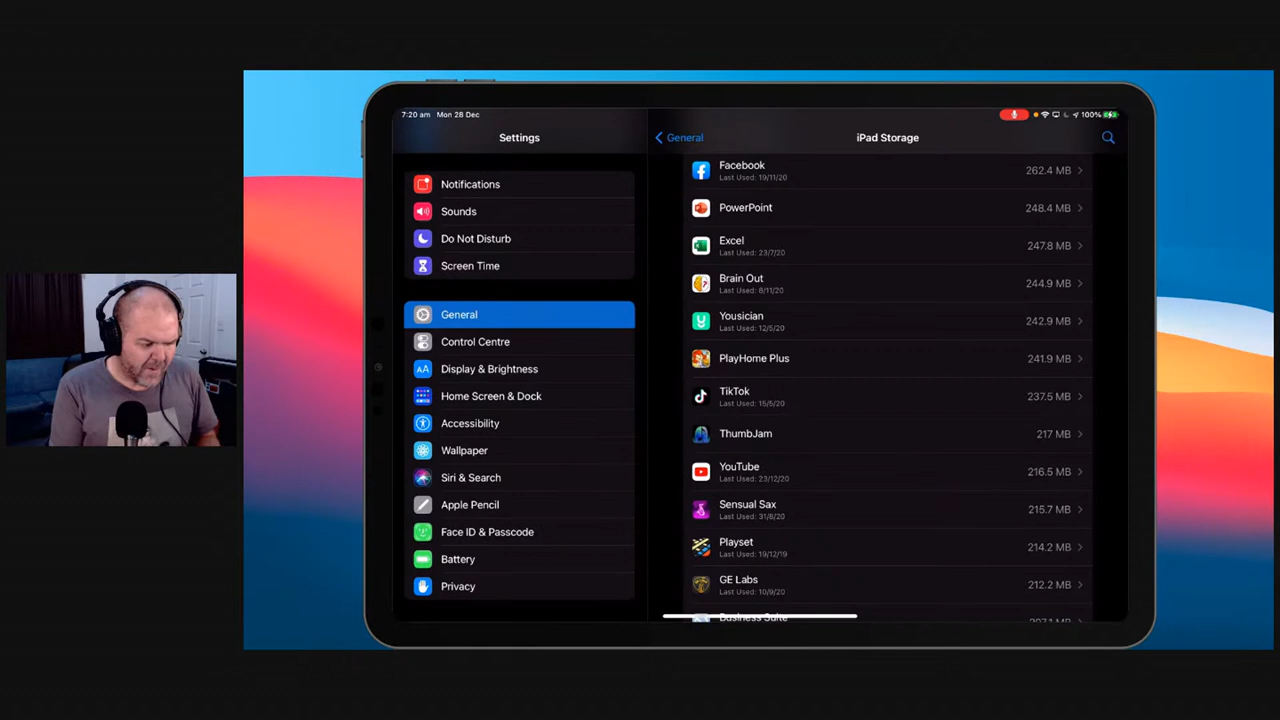 7:20 am Mon 28 Dec
100%
Settings
Notifications
Sounds
Do Not Disturb
Screen Time
General
Control Centre
AA Display & Brightness
Home Screen & Dock
Accessibility
Wallpaper
Siri & Search
Apple Pencil
Face ID & Passcode
Battery
Privacy
General
iPad Storage
Facebook
Last Used: 19/11/20
262.4 MB
PowerPoint
248.4 MB
Excel
Last Used: 23/7/20
247.8 MB
Brain Out
Last Used: 8/11/20
244.9 MB
Yousician
Last Used: 12/5/20
242.9 MB
PlayHome Plus
241.9 MB
TikTok
Last Used: 15/5/20
237.5 MB
ThumbJam
217 MB
YouTube
Last Used: 23/12/20
216.5 MB
Sensual Sax
Last Used: 31/8/20
215.7 MB
Playset
Last Used: 19/12/19
214.2 MB
GE Labs
Last Used: 10/9/20
212.2 MB
Business Suite
207.1 MB